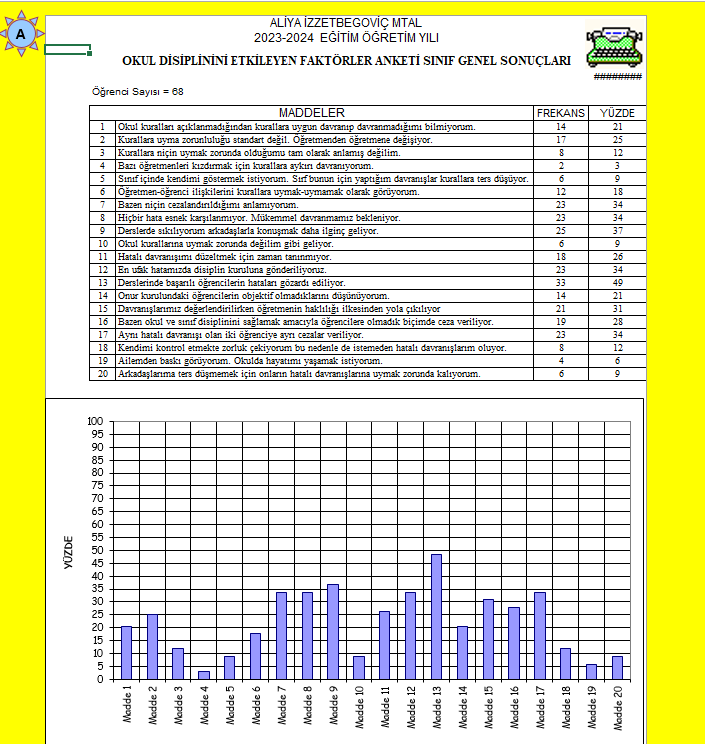 A
ALİYA İZZETBEGOVİÇ MTAL
2023-2024 EĞİTİM ÖĞRETİM YILI
OKUL DİSİPLİNİNİ ETKİLEYEN FAKTÖRLER ANKETİ SINIF GENEL SONUÇLARI
########
Öğrenci Sayısı = 68
MADDELER FREKANS YÜZDE
1 Okul kuralları açıklanmadığından kurallara uygun davranıp davranmadığımı bilmiyorum. 14 21
2 Kurallara uyma zorunluluğu standart değil. Öğretmenden öğretmene değişiyor. 17 25
3 Kurallara niçin uymak zorunda olduğumu tam olarak anlamış değilim. 8 12
4 Bazı öğretmenleri kızdırmak için kurallara aykırı davranıyorum. 2 3
5 Sınıf içinde kendimi göstermek istiyorum. Sırf bunun için yaptığım davranışlar kurallara ters düşüyor. 6 9
6 Öğretmen-öğrenci ilişkilerini kurallara uymak-uymamak olarak görüyorum. 12 18
7 Bazen niçin cezalandırıldığımı anlamıyorum. 23 34
8 Hiçbir hata esnek karşılanmıyor. Mükemmel davranmamız bekleniyor. 23 34
9 Derslerde sıkılıyorum arkadaşlarla konuşmak daha ilginç geliyor. 25 37
10 Okul kurallarına uymak zorunda değilim gibi geliyor. 6 9
11 Hatalı davranışımı düzeltmek için zaman tanınmıyor. 18 26
12 En ufak hatamızda disiplin kuruluna gönderiliyoruz. 23 34
13 Derslerinde başarılı öğrencilerin hataları gözardı ediliyor. 33 49
14 Onur kurulundaki öğrencilerin objektif olmadıklarını düşünüyorum. 14 21
15 Davranışlarımız değerlendirilirken öğretmenin haklılığı ilkesinden yola çıkılıyor 21 31
16 Bazen okul ve sınıf disiplinini sağlamak amacıyla öğrencilere olmadık biçimde ceza veriliyor. 19 28
17 Aynı hatalı davranışı olan iki öğrenciye ayrı cezalar veriliyor. 23 34
18 Kendimi kontrol etmekte zorluk çekiyorum bu nedenle de istemeden hatalı davranışlarım oluyor. 8 12
19 Ailemden baskı görüyorum. Okulda hayatımı yaşamak istiyorum. 4 6
20 Arkadaşlarıma ters düşmemek için onların hatalı davranışlarına uymak zorunda kalıyorum. 6 9
YÜZDE
100
95
90
85
80
75
70
65
60
55
50
45
40
35
30
25
20
15
10
5
0
Madde 1
Madde 2
Madde 3
Madde 4
Madde 5
Madde 6
Madde 7
Madde 8
Madde 9
Madde 10
Madde 11
Madde 12
Madde 13
Madde 14
Madde 15
Madde 16
Madde 17
Madde 18
Madde 19
Madde 20